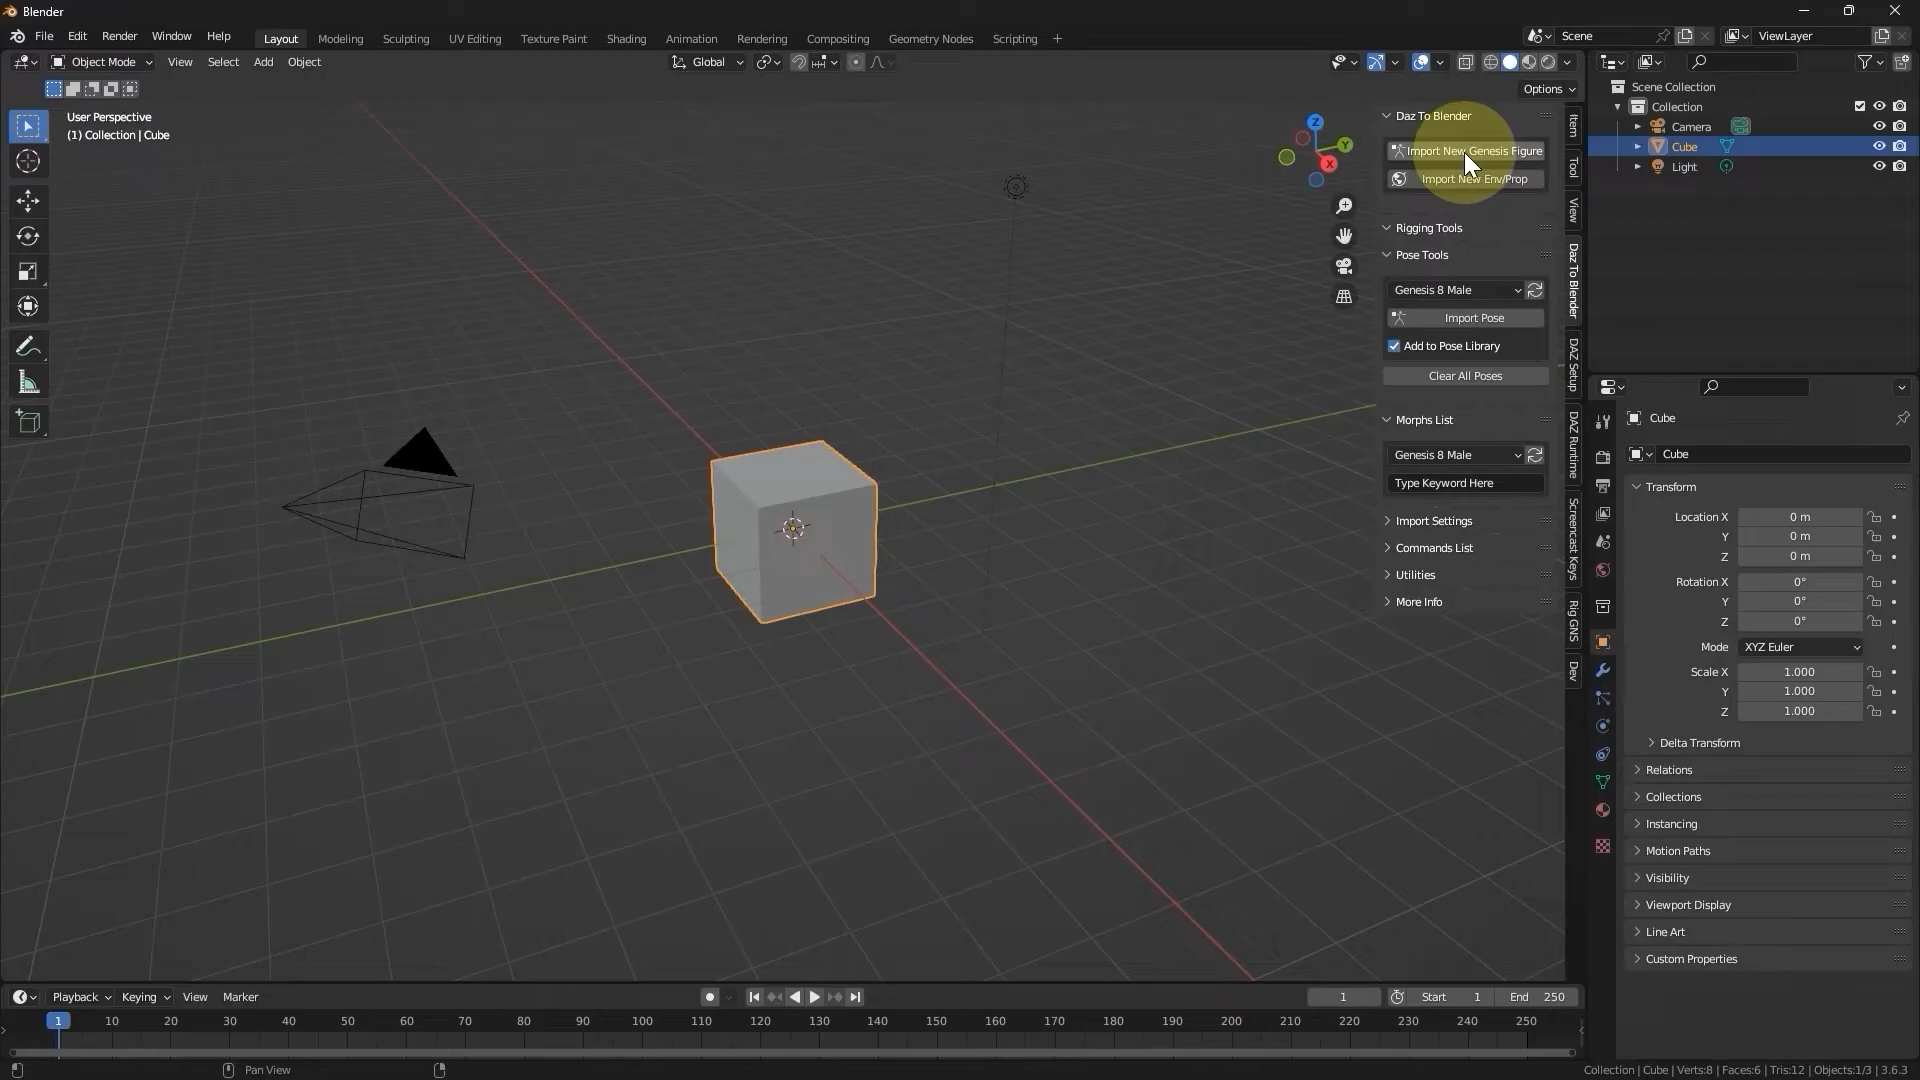 Blender
File Edit Render Window Help
Layout Modeling Sculpting UV Editing Texture Paint Shading Animation Rendering Compositing Geometry Nodes Scripting +
Scene
ViewLayer
Object Mode View Select Add Object
Global
Options
User Perspective
(1) Collection | Cube
Z
Y
X
Daz To Blender
Import New Genesis Figure
Import New Env/Prop
Rigging Tools
Pose Tools
Genesis 8 Male
Import Pose
Add to Pose Library
Clear All Poses
Morphs List
Genesis 8 Male
Type Keyword Here
Import Settings
Commands List
Utilities
More Info
Item
Tool
View
Daz To Blender
DAZ Setup
DAZ Runtime
Screencast Keys
Rig GNS
Dev
Scene Collection
Collection
Camera
Cube
Light
Cube
Cube
Transform
Location X 0 m
Y 0 m
Z 0 m
Rotation X 0°
Y 0°
Z 0°
Mode XYZ Euler
Scale X 1.000
Y 1.000
Z 1.000
Delta Transform
Relations
Collections
Instancing
Motion Paths
Visibility
Viewport Display
Line Art
Custom Properties
Playback Keying View Marker
1
Start 1
End 250
1 10 20 30 40 50 60 70 80 90 100 110 120 130 140 150 160 170 180 190 200 210 220 230 240 250
Pan View
Collection | Cube | Verts:8 | Faces:6 | Tris:12 | Objects:1/3 | 3.6.3